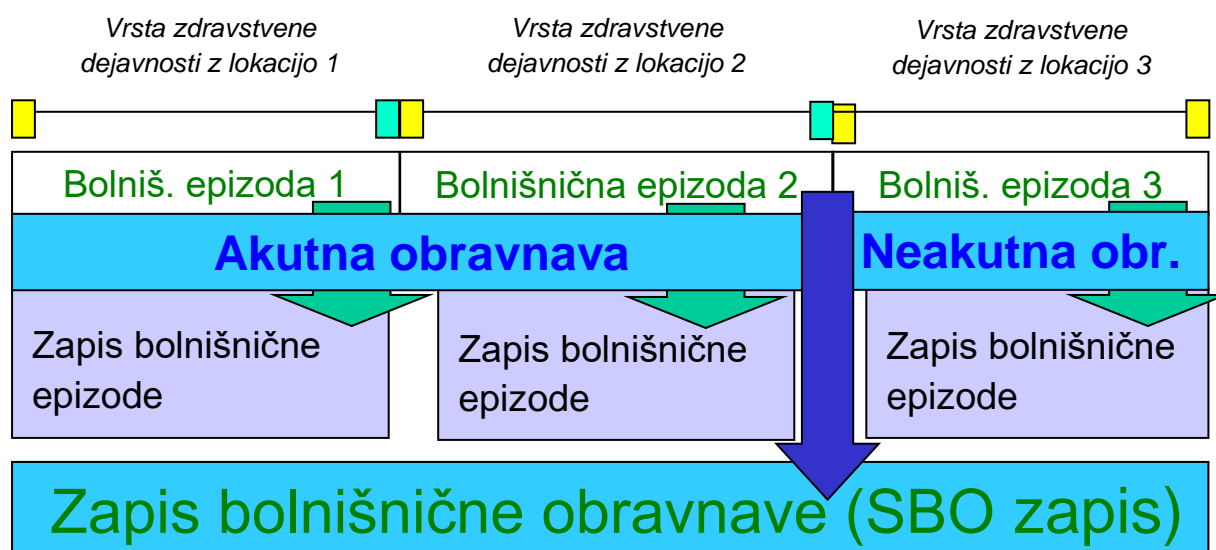 Vrsta zdravstvene
dejavnosti z lokacijo 1
Vrsta zdravstvene
dejavnosti z lokacijo 2
Vrsta zdravstvene
dejavnosti z lokacijo 3
Bolniš. epizoda 1
Bolnišnična epizoda 2
Bolniš. epizoda 3
Akutna obravnava
Neakutna obr.
Zapis bolnišnične
epizode
Zapis bolnišnične
epizode
Zapis bolnišnične
epizode
Zapis bolnišnične obravnave (SBO zapis)